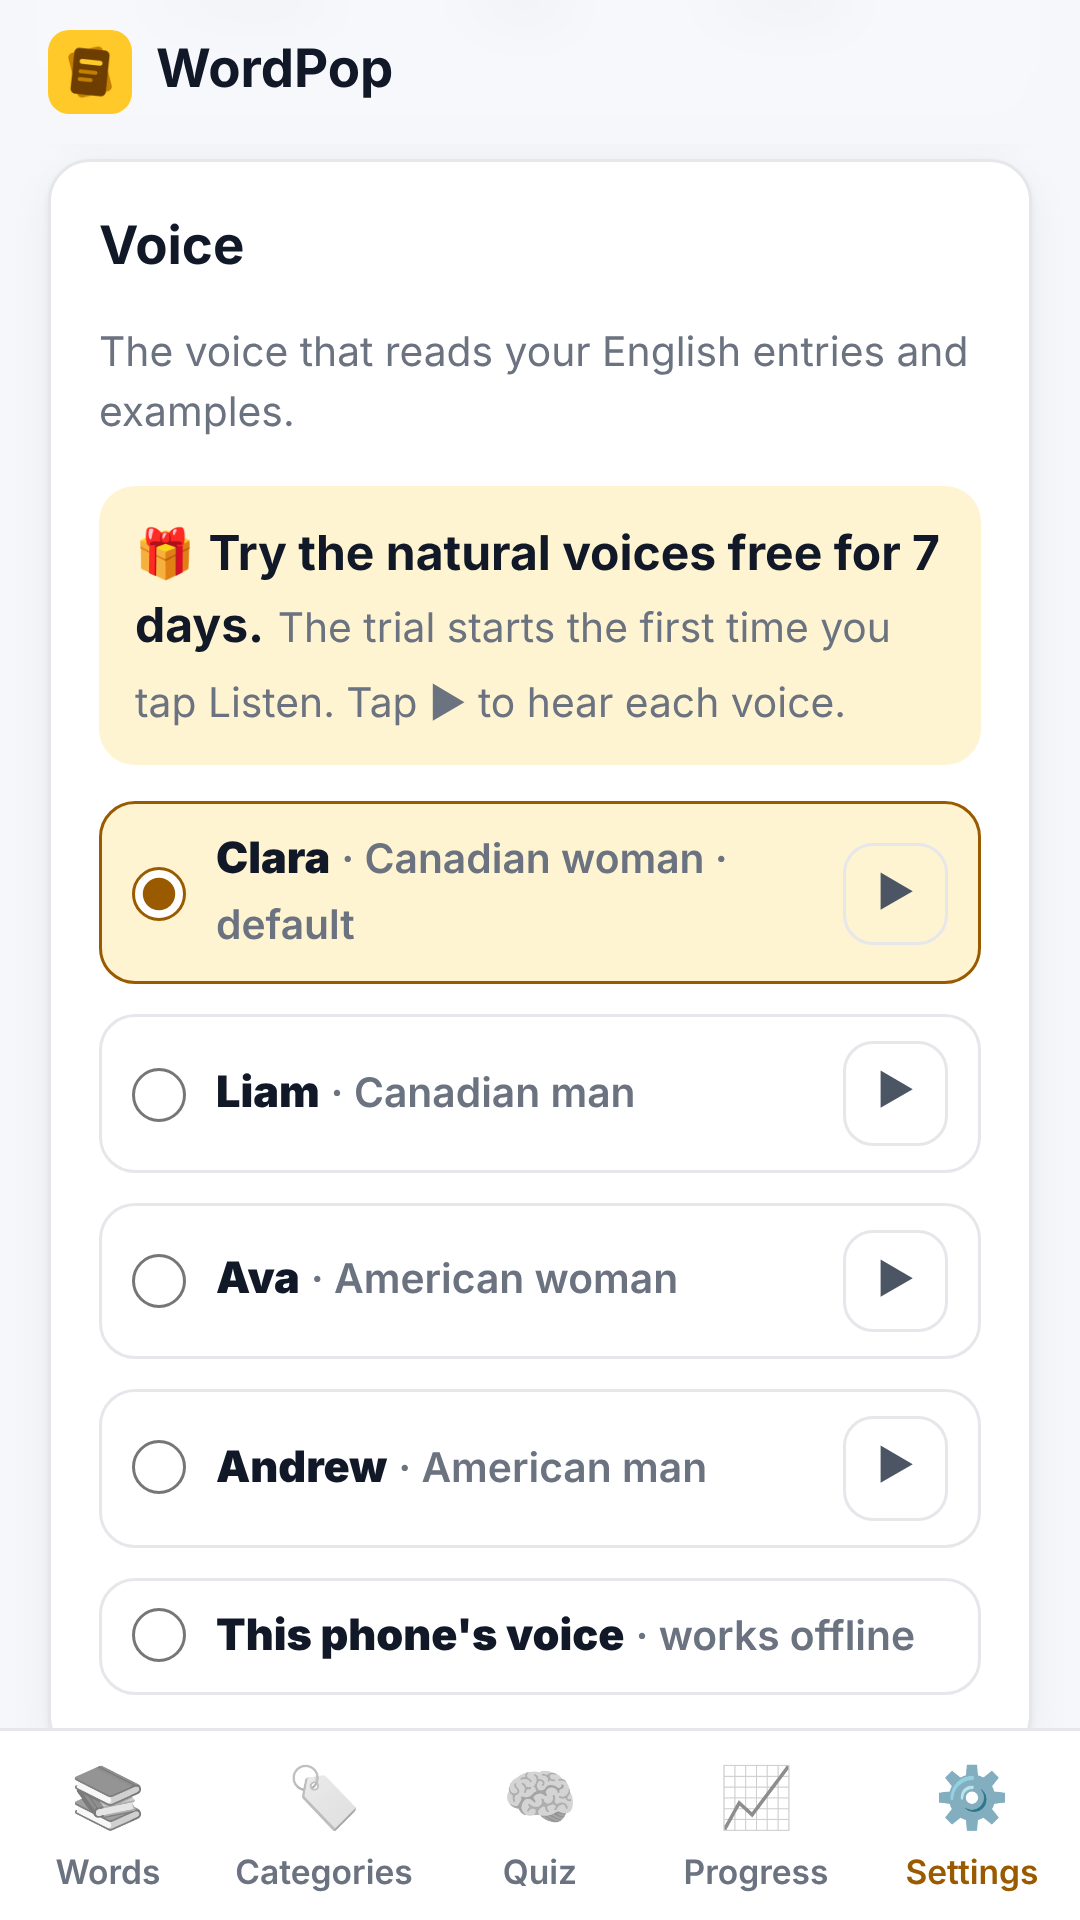 WordPop
Voice
The voice that reads your English entries and
examples.
🎁 Try the natural voices free for 7
days. The trial starts the first time you
tap Listen. Tap ▶ to hear each voice.
Clara · Canadian woman ·
default
Liam · Canadian man
Ava · American woman
Andrew · American man
This phone's voice · works offline
Words
Categories
Quiz
Progress
Settings